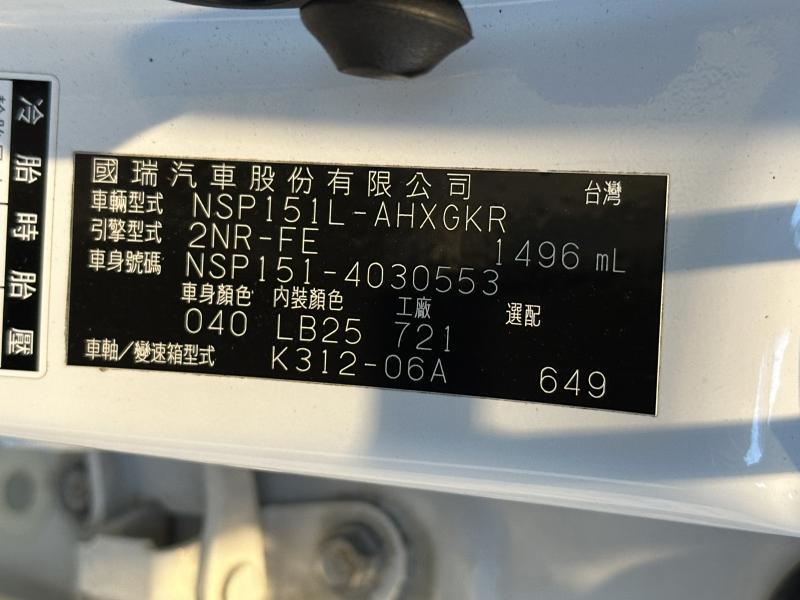 國瑞汽車股份有限公司 台灣
車輛型式 NSP151L-AHXGKR
引擎型式 2NR-FE 1496 mL
車身號碼 NSP151-4030553
車身顏色 內裝顏色 工廠 選配
040 LB25 721
車軸/變速箱型式 K312-06A 649
冷胎時胎壓